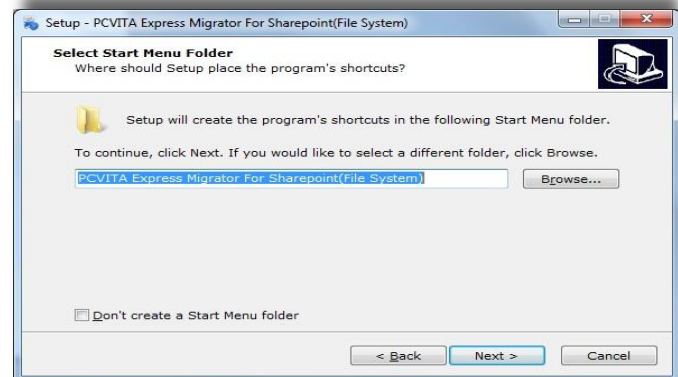 Setup - PCVITA Express Migrator For Sharepoint(File System)
Select Start Menu Folder
Where should Setup place the program's shortcuts?
Setup will create the program's shortcuts in the following Start Menu folder.
To continue, click Next. If you would like to select a different folder, click Browse.
PCVITA Express Migrator For Sharepoint(File System)
Browse...
Don't create a Start Menu folder
< Back
Next >
Cancel